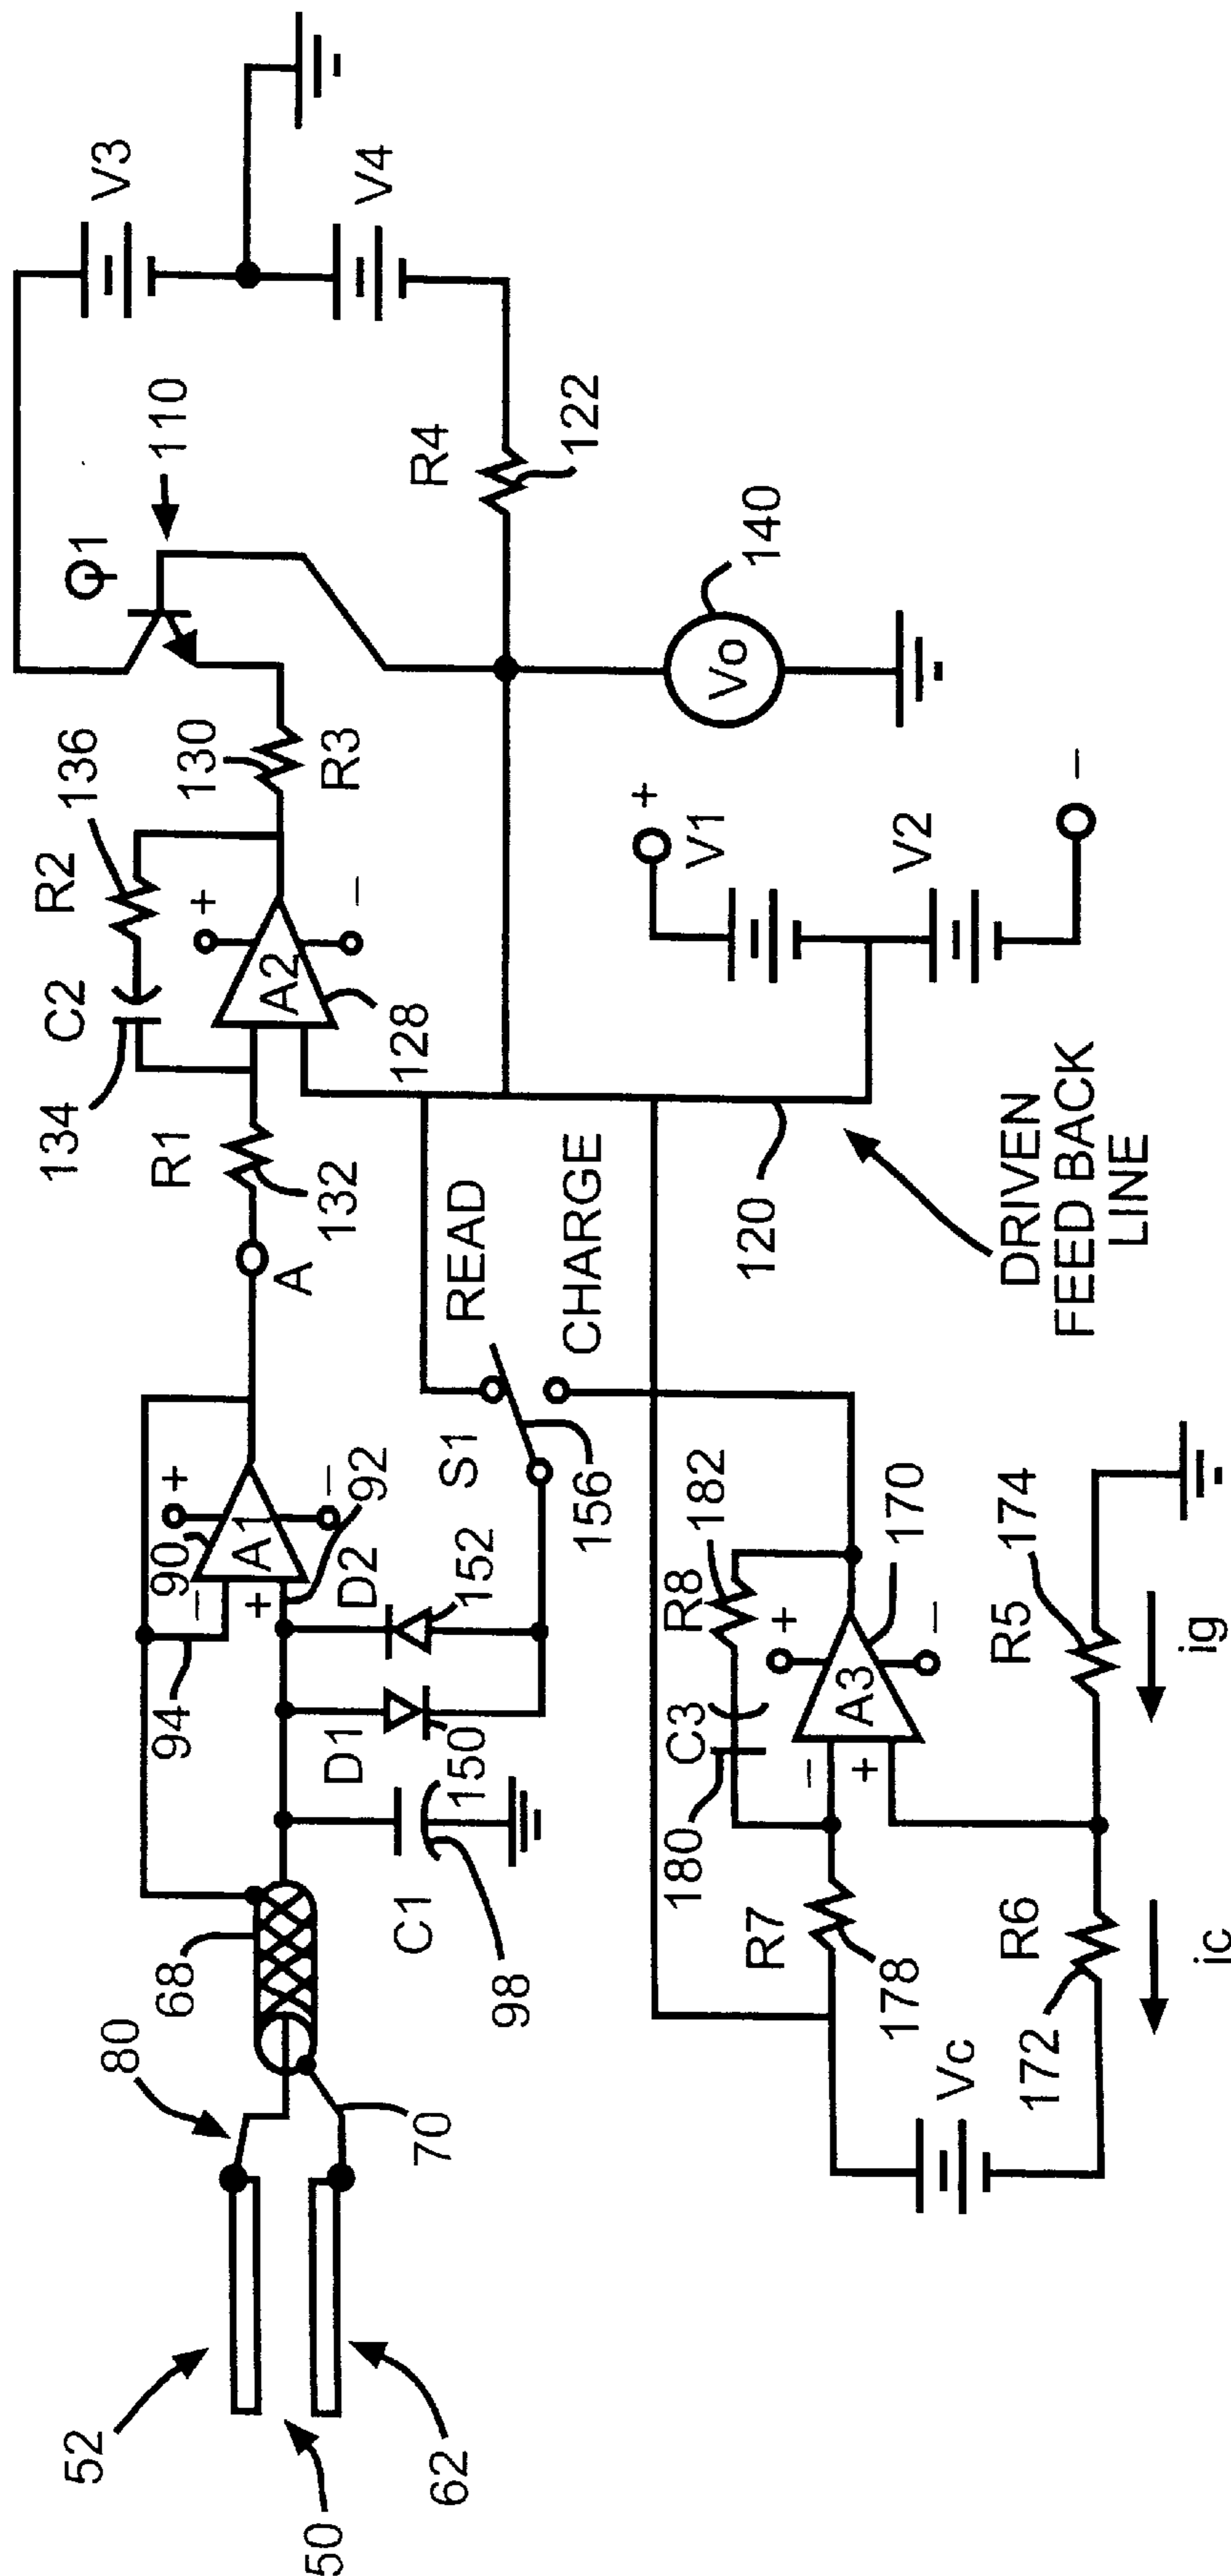 52
50
62
80
70
68
94
90
A1
−
+
+
−
92
C1
98
D1
150
D2
152
S1
156
READ
CHARGE
A
R1
132
134
C2
R2
136
A2
+
−
128
130
R3
Q1
110
V3
V4
R4
122
Vo
140
V1
+
V2
−
120
DRIVEN
FEED BACK
LINE
R7
178
180
C3
R8
182
A3
−
+
+
−
170
Vc
172
R6
ic
R5
174
ig